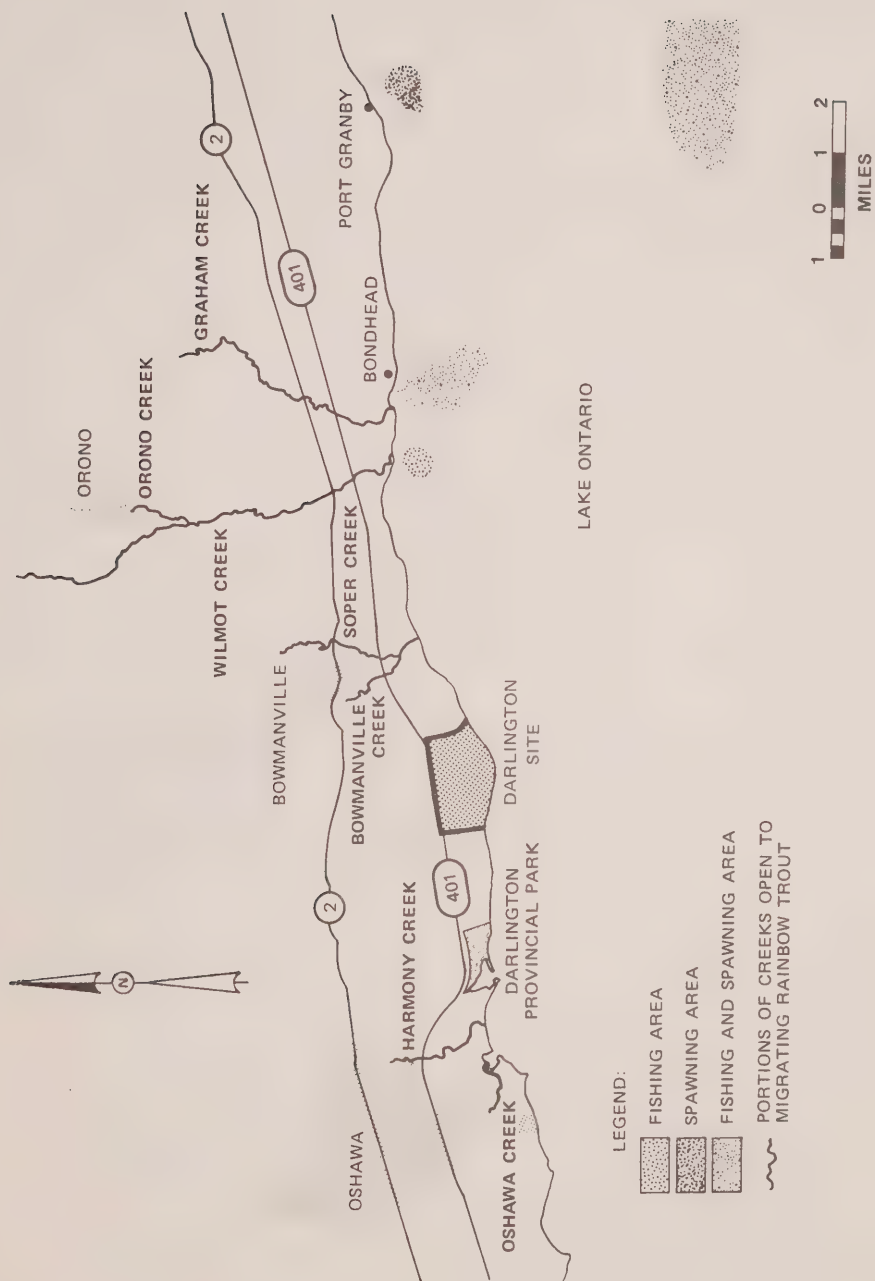 ORONO
ORONO CREEK
GRAHAM CREEK
2
WILMOT CREEK
401
BOWMANVILLE
SOPER CREEK
BOWMANVILLE
CREEK
BONDHEAD
PORT GRANBY
N
2
OSHAWA
HARMONY CREEK
401
DARLINGTON
PROVINCIAL PARK
DARLINGTON
SITE
OSHAWA CREEK
LAKE ONTARIO
LEGEND:
FISHING AREA
SPAWNING AREA
FISHING AND SPAWNING AREA
PORTIONS OF CREEKS OPEN TO
MIGRATING RAINBOW TROUT
1 0 1 2
MILES